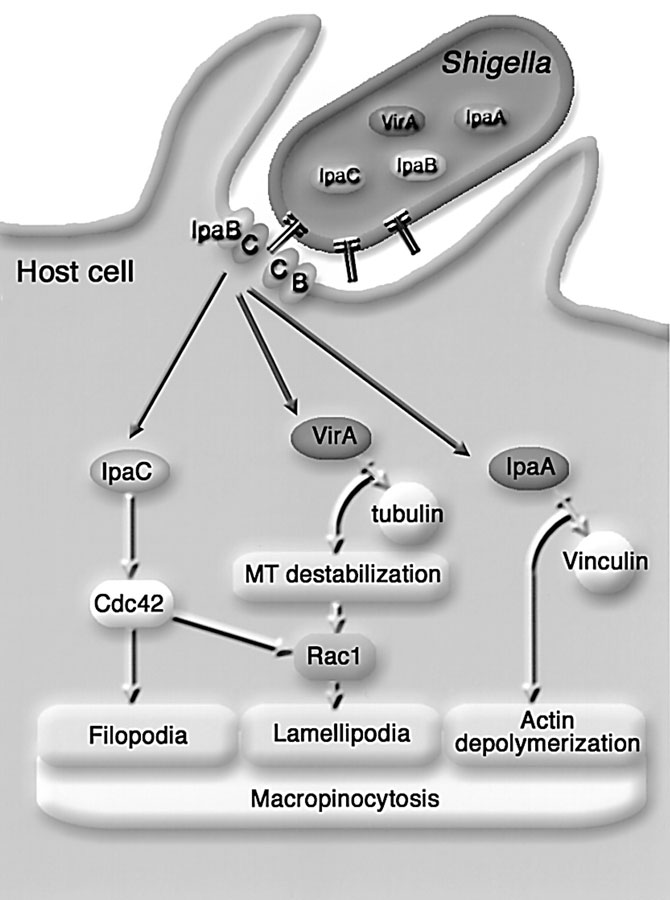 Shigella
VirA
IpaA
IpaC
IpaB
IpaB C
C B
Host cell
VirA
IpaC
IpaA
tubulin
Vinculin
MT destabilization
Cdc42
Rac1
Filopodia
Lamellipodia
Actin
depolymerization
Macropinocytosis